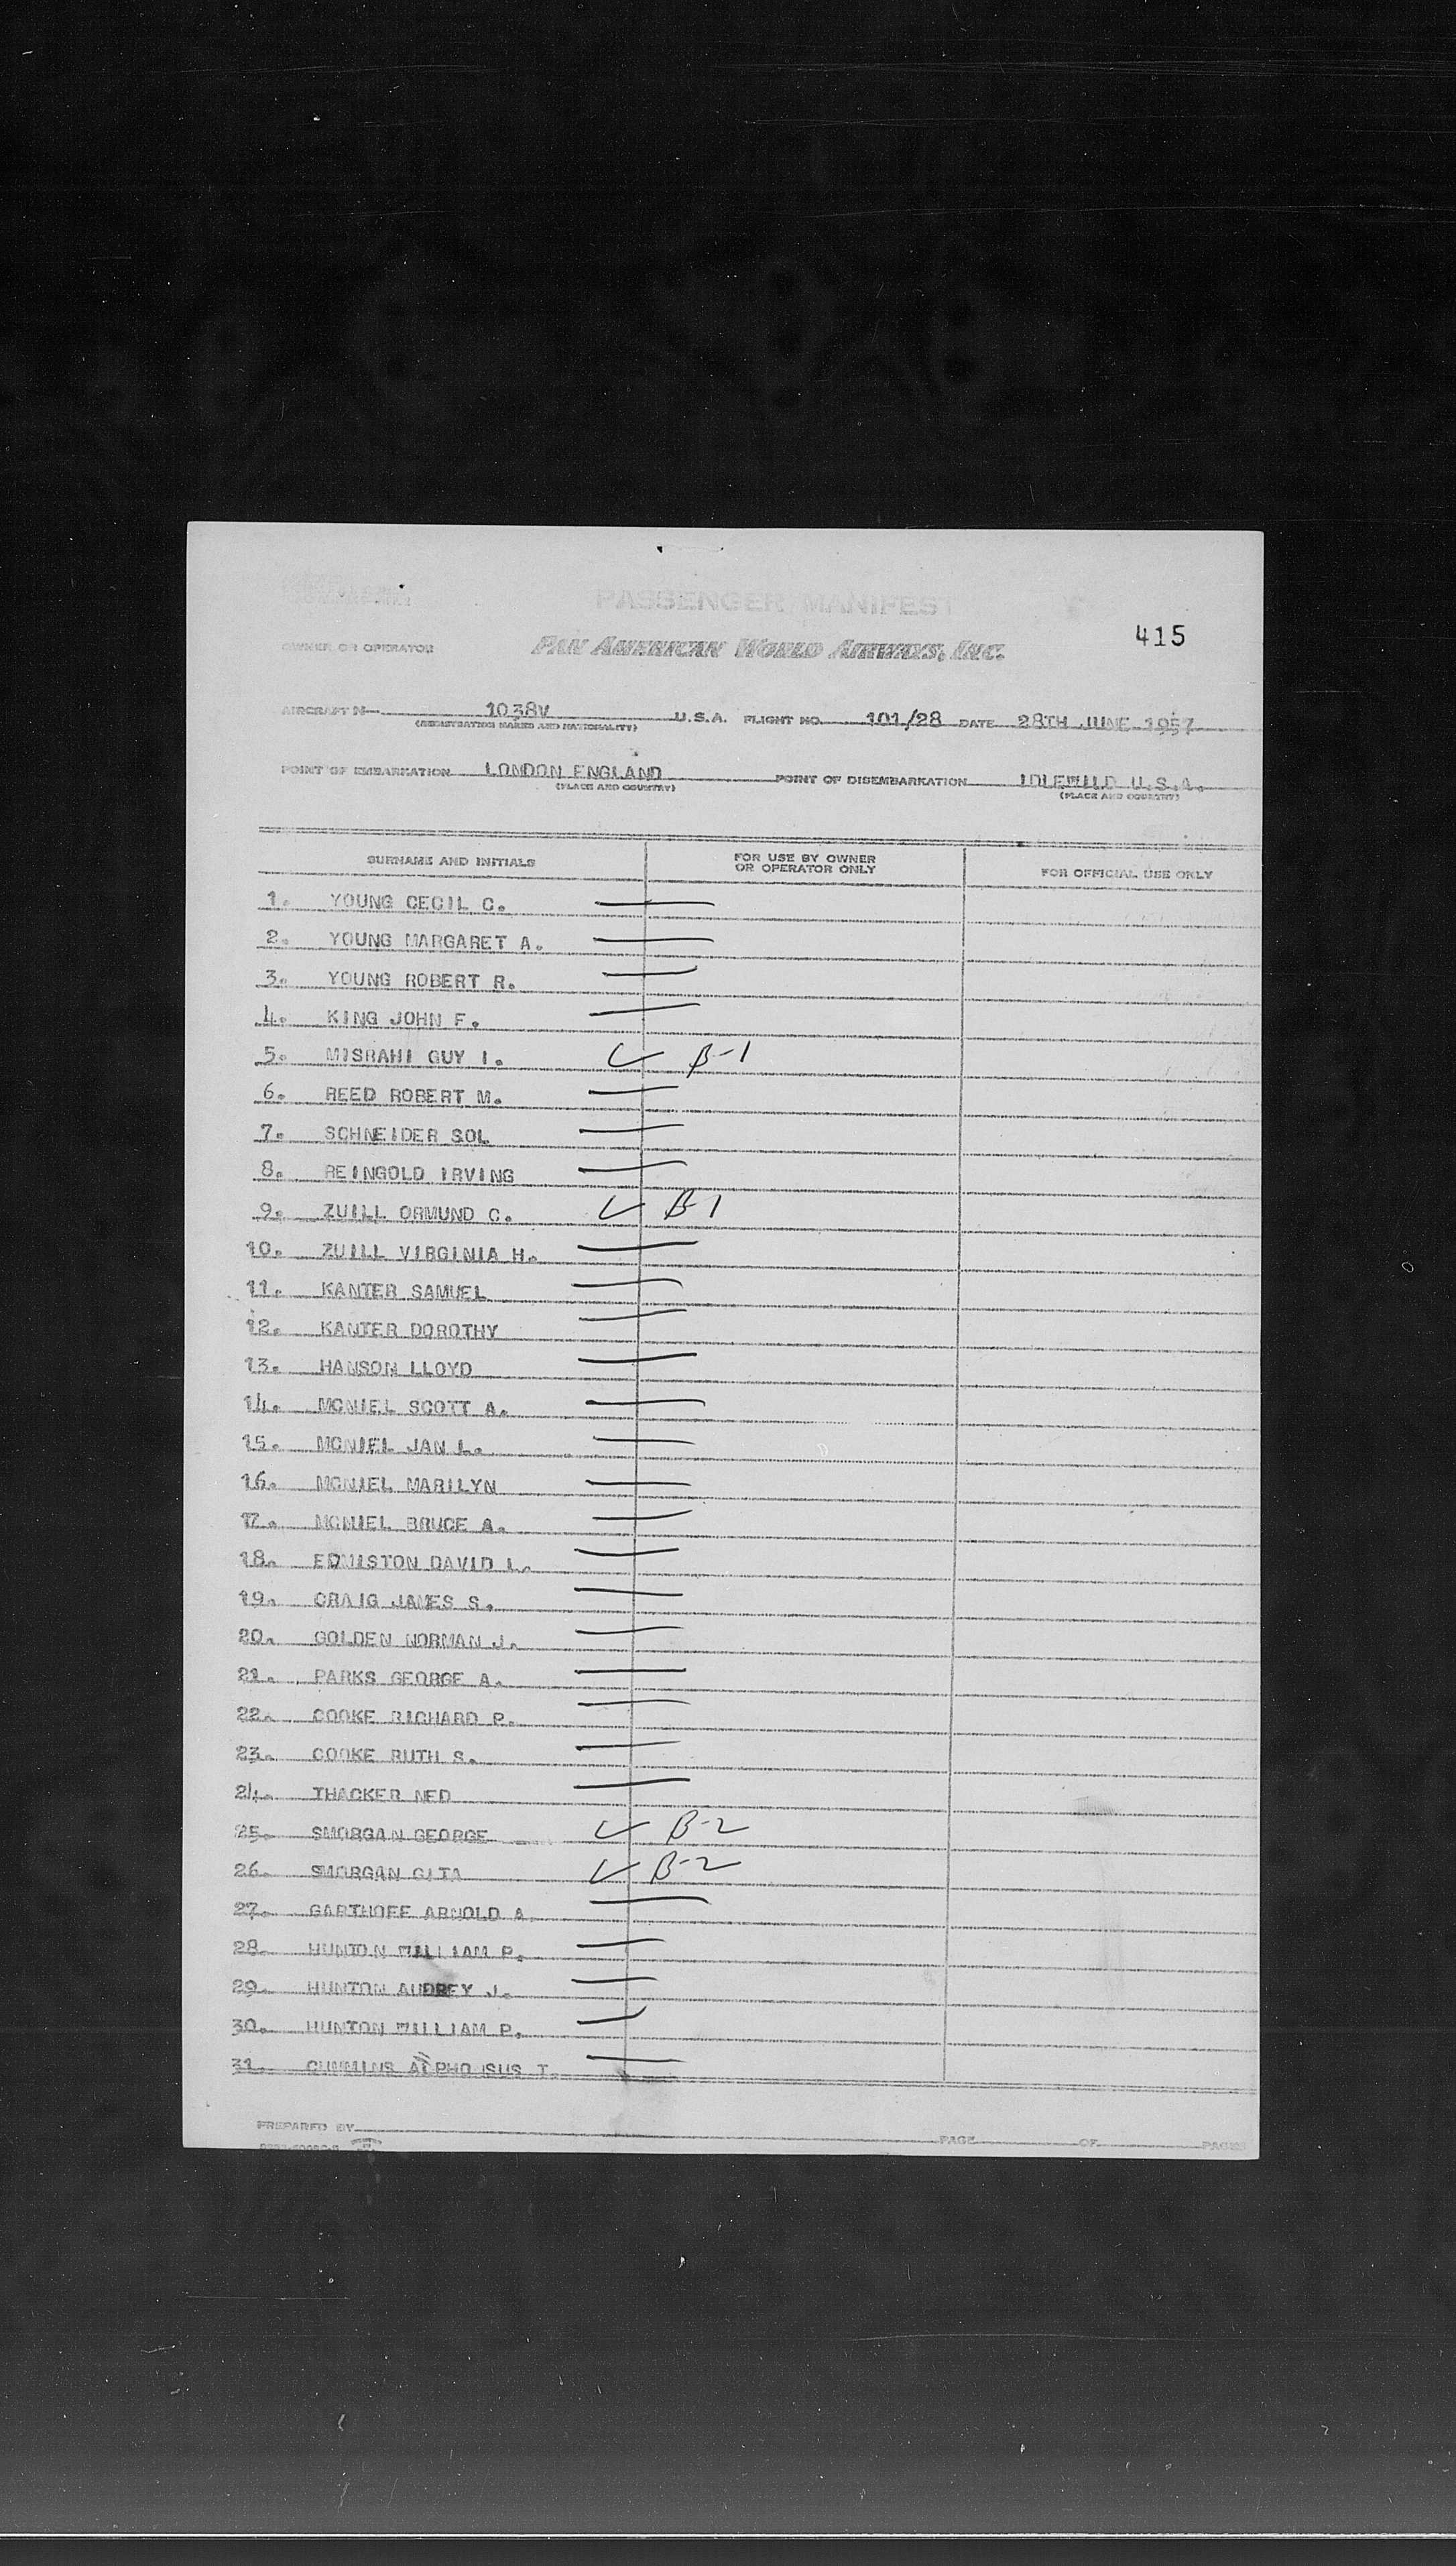 PASSENGER MANIFEST
415
OWNER OR OPERATOR PAN AMERICAN WORLD AIRWAYS, INC.
AIRCRAFT N— 1038V U.S.A. FLIGHT NO. 101/28 DATE 28TH JUNE 1957
(REGISTRATION MARKS AND NATIONALITY)
POINT OF EMBARKATION LONDON ENGLAND POINT OF DISEMBARKATION IDLEWILD U.S.A.
(PLACE AND COUNTRY) (PLACE AND COUNTRY)
SURNAME AND INITIALS FOR USE BY OWNER OR OPERATOR ONLY FOR OFFICIAL USE ONLY
1. YOUNG CECIL C.
2. YOUNG MARGARET A.
3. YOUNG ROBERT R.
4. KING JOHN F.
5. MISRAHI GUY I. B-1
6. REED ROBERT M.
7. SCHNEIDER SOL
8. REINGOLD IRVING
9. ZUILL ORMUND C. B-1
10. ZUILL VIRGINIA H.
11. KANTER SAMUEL
12. KANTER DOROTHY
13. HANSON LLOYD
14. MCNIEL SCOTT A.
15. MCNIEL JAN L.
16. MCNIEL MARILYN
17. MCNIEL BRUCE A.
18. EDMISTON DAVID L.
19. CRAIG JAMES S.
20. GOLDEN NORMAN J.
21. PARKS GEORGE A.
22. COOKE RICHARD P.
23. COOKE RUTH S.
24. THACKER NED
25. SMORGAN GEORGE B-2
26. SMORGAN GITA B-2
27. GARTHOFF ARNOLD A.
28. HUNTON WILLIAM P.
29. HUNTON AUDREY J.
30. HUNTON WILLIAM P.
31. CUMMINS T.
PREPARED BY PAGE OF PAGES